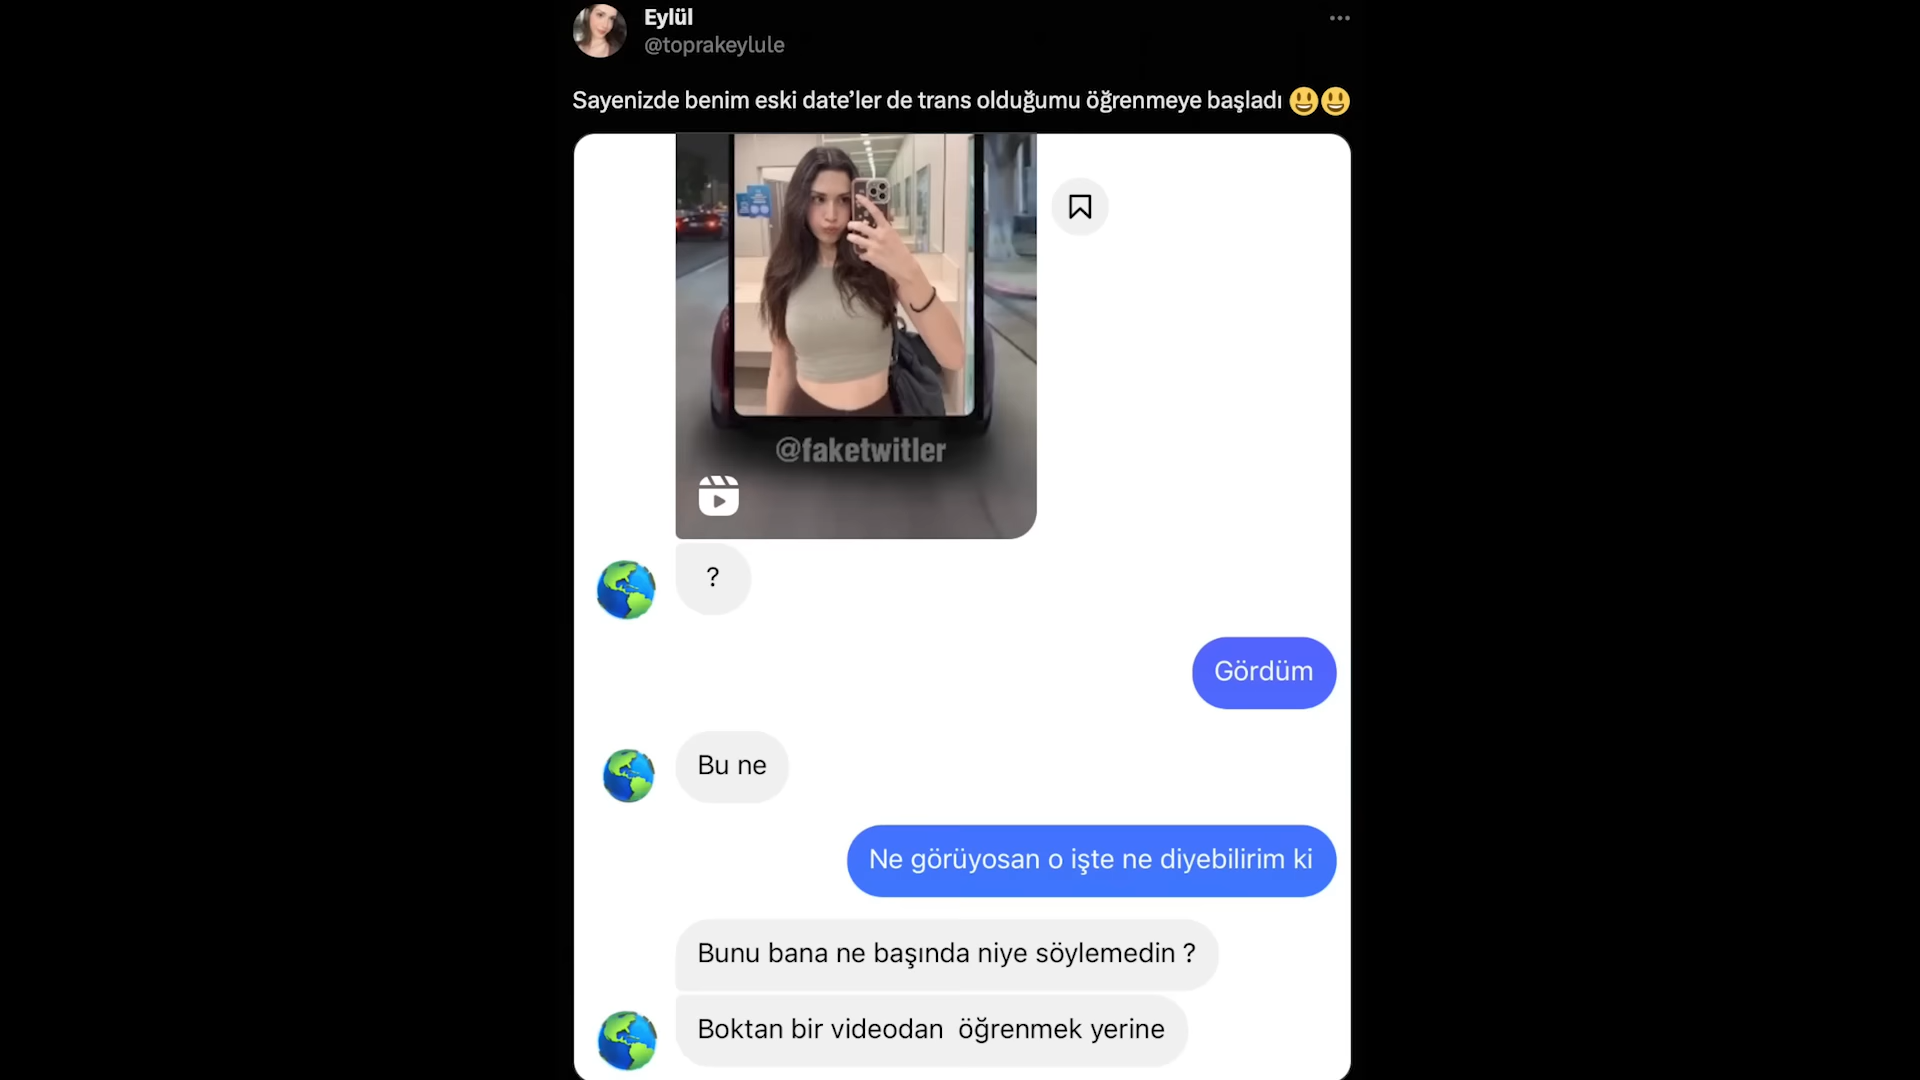 Eylül
@toprakeylule
Sayenizde benim eski date’ler de trans olduğumu öğrenmeye başladı 😃😃
@faketwitler
?
Gördüm
Bu ne
Ne görüyosan o işte ne diyebilirim ki
Bunu bana ne başında niye söylemedin ?
Boktan bir videodan  öğrenmek yerine